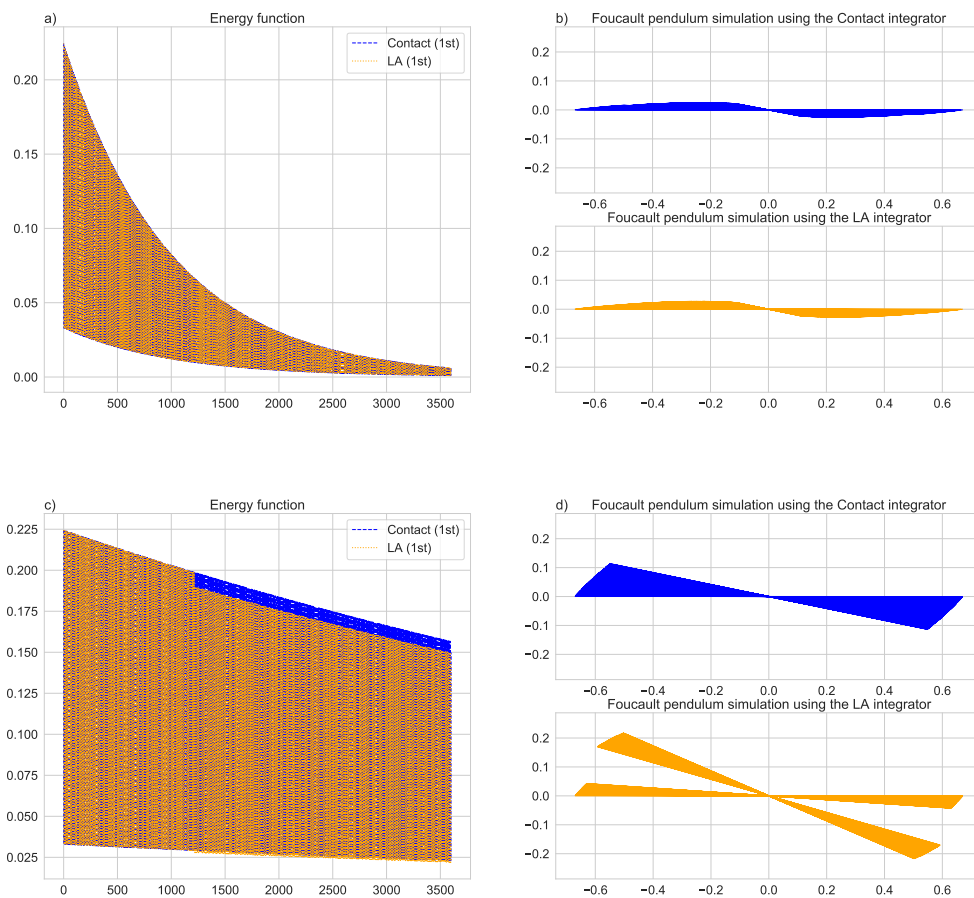 a)
Energy function
Contact (1st)
LA (1st)
0.20
0.15
0.10
0.05
0.00
0 500 1000 1500 2000 2500 3000 3500
b)
Foucault pendulum simulation using the Contact integrator
0.2
0.1
0.0
−0.1
−0.2
−0.6 −0.4 −0.2 0.0 0.2 0.4 0.6
Foucault pendulum simulation using the LA integrator
0.2
0.1
0.0
−0.1
−0.2
−0.6 −0.4 −0.2 0.0 0.2 0.4 0.6
c)
Energy function
Contact (1st)
LA (1st)
0.225
0.200
0.175
0.150
0.125
0.100
0.075
0.050
0.025
0 500 1000 1500 2000 2500 3000 3500
d)
Foucault pendulum simulation using the Contact integrator
0.2
0.1
0.0
−0.1
−0.2
−0.6 −0.4 −0.2 0.0 0.2 0.4 0.6
Foucault pendulum simulation using the LA integrator
0.2
0.1
0.0
−0.1
−0.2
−0.6 −0.4 −0.2 0.0 0.2 0.4 0.6